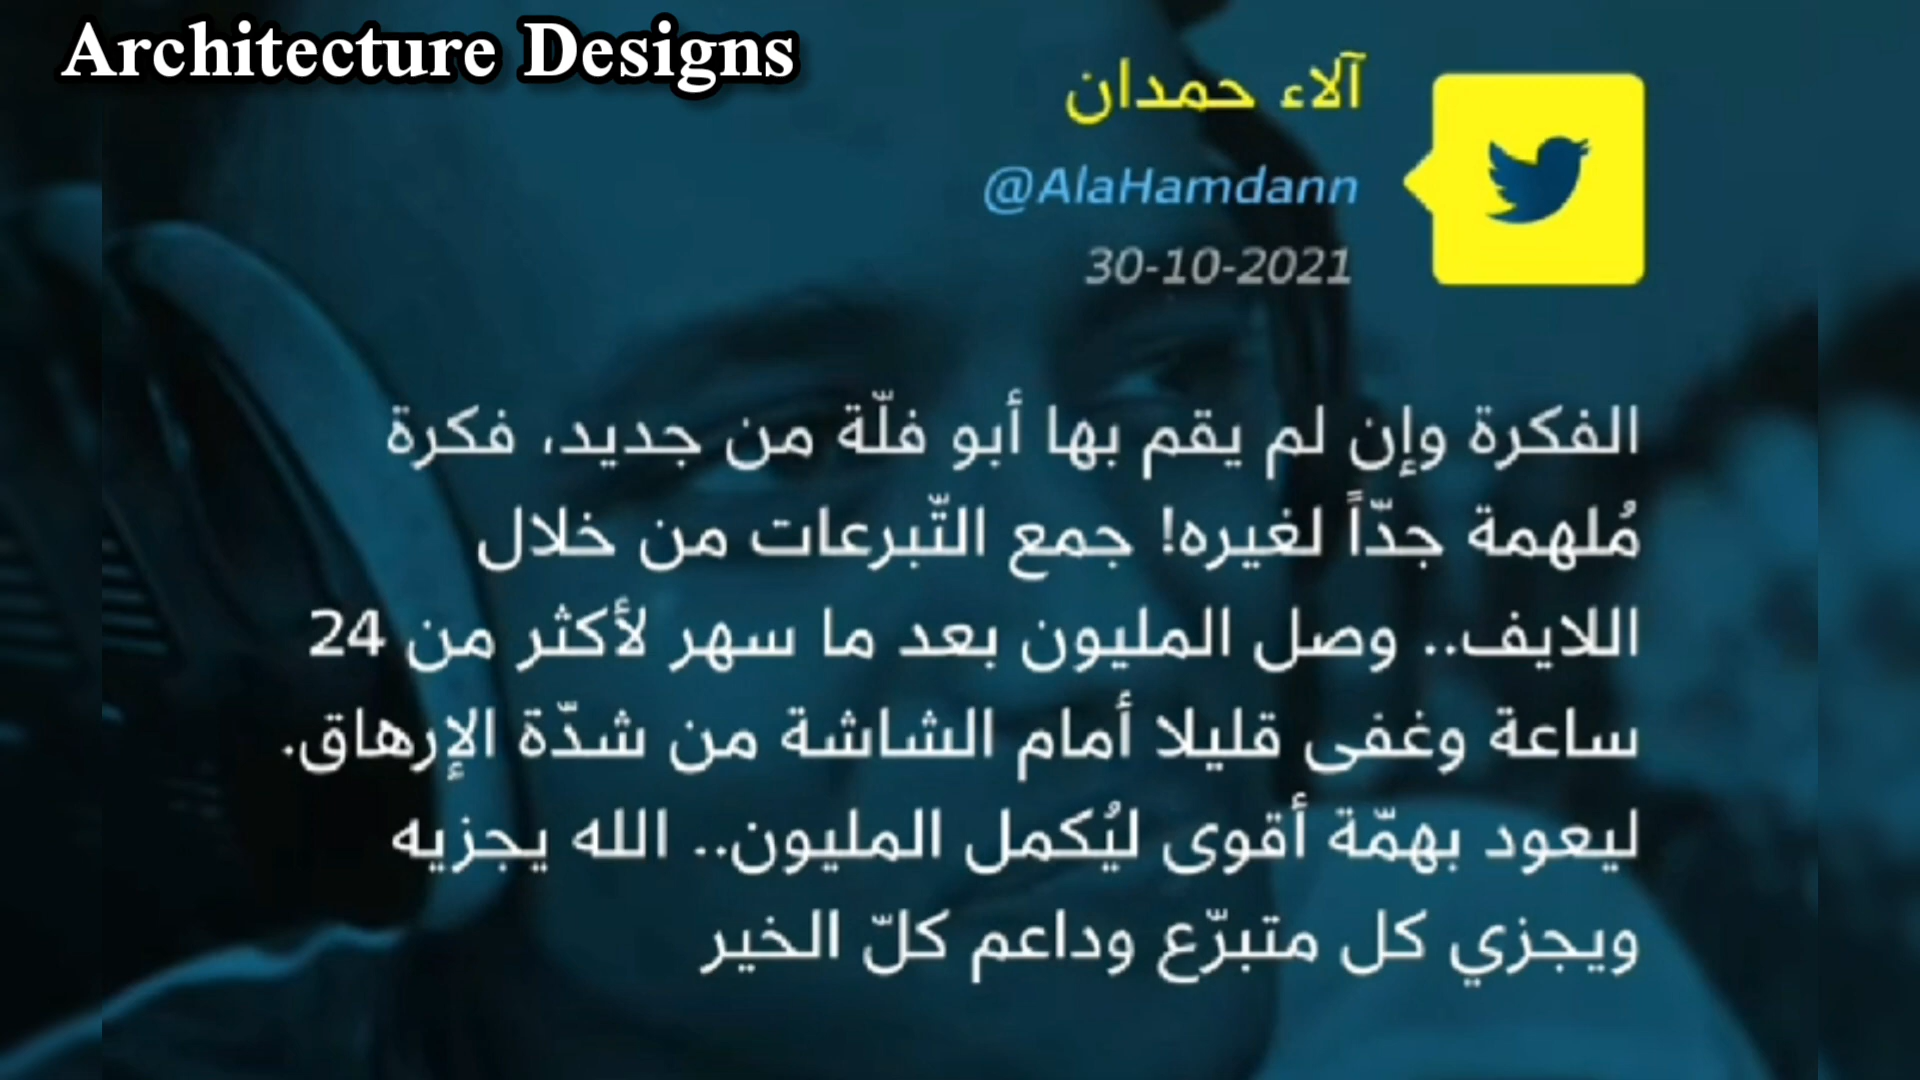 Architecture Designs
آلاء حمدان
@AlaHamdann
30-10-2021
الفكرة وإن لم يقم بها أبو فلّة من جديد، فكرة
مُلهمة جدّاً لغيره! جمع التّبرعات من خلال
اللايف.. وصل المليون بعد ما سهر لأكثر من 24
ساعة وغفى قليلا أمام الشاشة من شدّة الإرهاق.
ليعود بهمّة أقوى ليُكمل المليون.. الله يجزيه
ويجزي كل متبرّع وداعم كلّ الخير